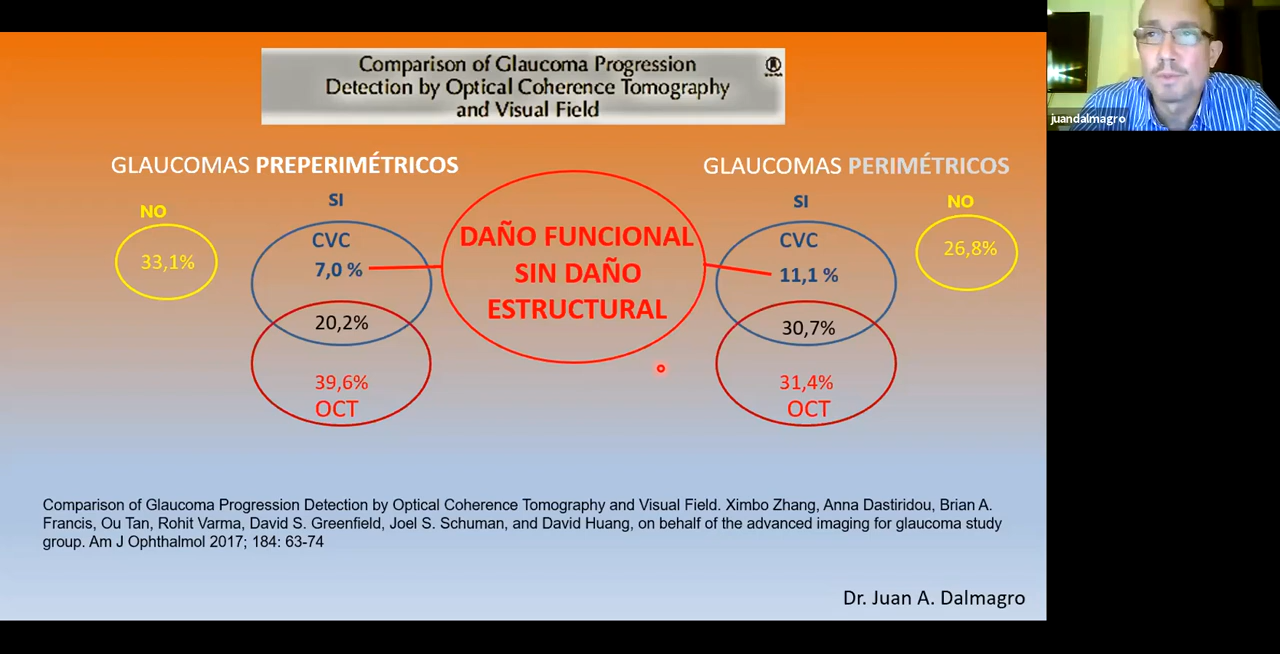 Comparison of Glaucoma Progression
Detection by Optical Coherence Tomography
and Visual Field
juandalmagro
GLAUCOMAS PREPERIMÉTRICOS
GLAUCOMAS PERIMÉTRICOS
NO
SI
SI
NO
33,1%
CVC
7,0 %
20,2%
39,6%
OCT
DAÑO FUNCIONAL
SIN DAÑO
ESTRUCTURAL
CVC
11,1 %
30,7%
31,4%
OCT
26,8%
Comparison of Glaucoma Progression Detection by Optical Coherence Tomography and Visual Field. Ximbo Zhang, Anna Dastiridou, Brian A.
Francis, Ou Tan, Rohit Varma, David S. Greenfield, Joel S. Schuman, and David Huang, on behalf of the advanced imaging for glaucoma study
group. Am J Ophthalmol 2017; 184: 63-74
Dr. Juan A. Dalmagro